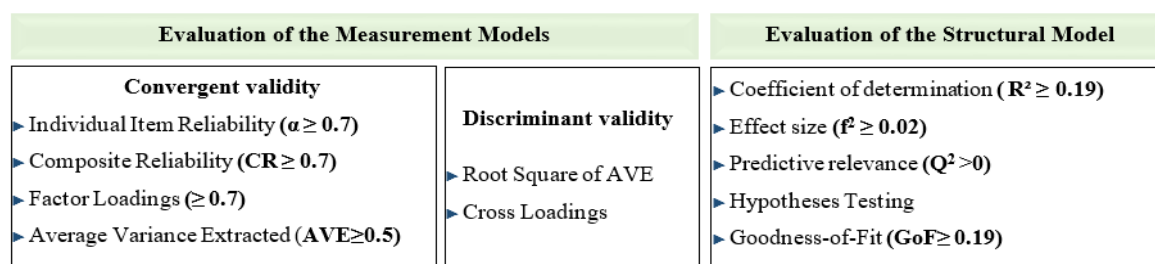 Evaluation of the Measurement Models
Convergent validity
► Individual Item Reliability (α ≥ 0.7)
► Composite Reliability (CR ≥ 0.7)
► Factor Loadings (≥ 0.7)
► Average Variance Extracted (AVE≥0.5)
Discriminant validity
► Root Square of AVE
► Cross Loadings
Evaluation of the Structural Model
► Coefficient of determination ( R² ≥ 0.19)
► Effect size (f² ≥ 0.02)
► Predictive relevance (Q² >0)
► Hypotheses Testing
► Goodness-of-Fit (GoF≥ 0.19)